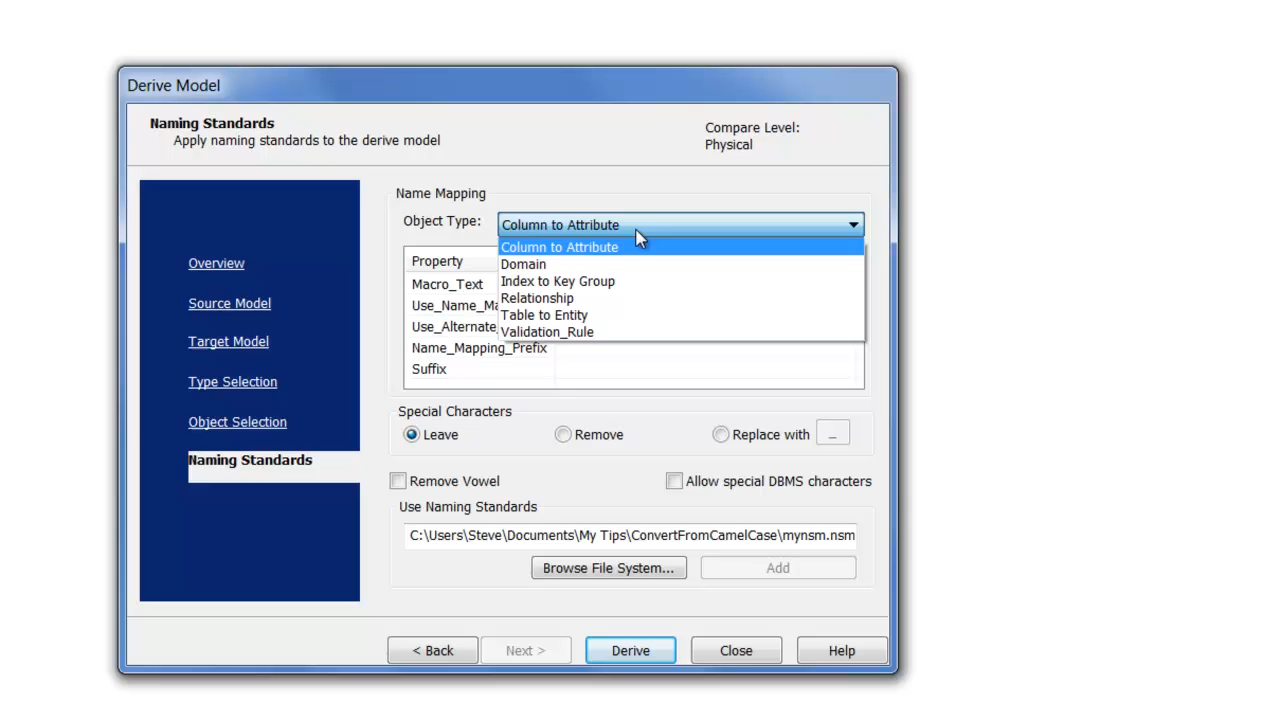 Derive Model
Naming Standards
Apply naming standards to the derive model
Compare Level:
Physical
Overview
Source Model
Target Model
Type Selection
Object Selection
Naming Standards
Name Mapping
Object Type: Column to Attribute
Column to Attribute
Domain
Index to Key Group
Relationship
Table to Entity
Validation_Rule
Property
Macro_Text
Use_Name_Ma
Use_Alternate_
Name_Mapping_Prefix
Suffix
Special Characters
Leave Remove Replace with _
Remove Vowel Allow special DBMS characters
Use Naming Standards
C:\Users\Steve\Documents\My Tips\ConvertFromCamelCase\mynsm.nsm
Browse File System... Add
< Back Next > Derive Close Help